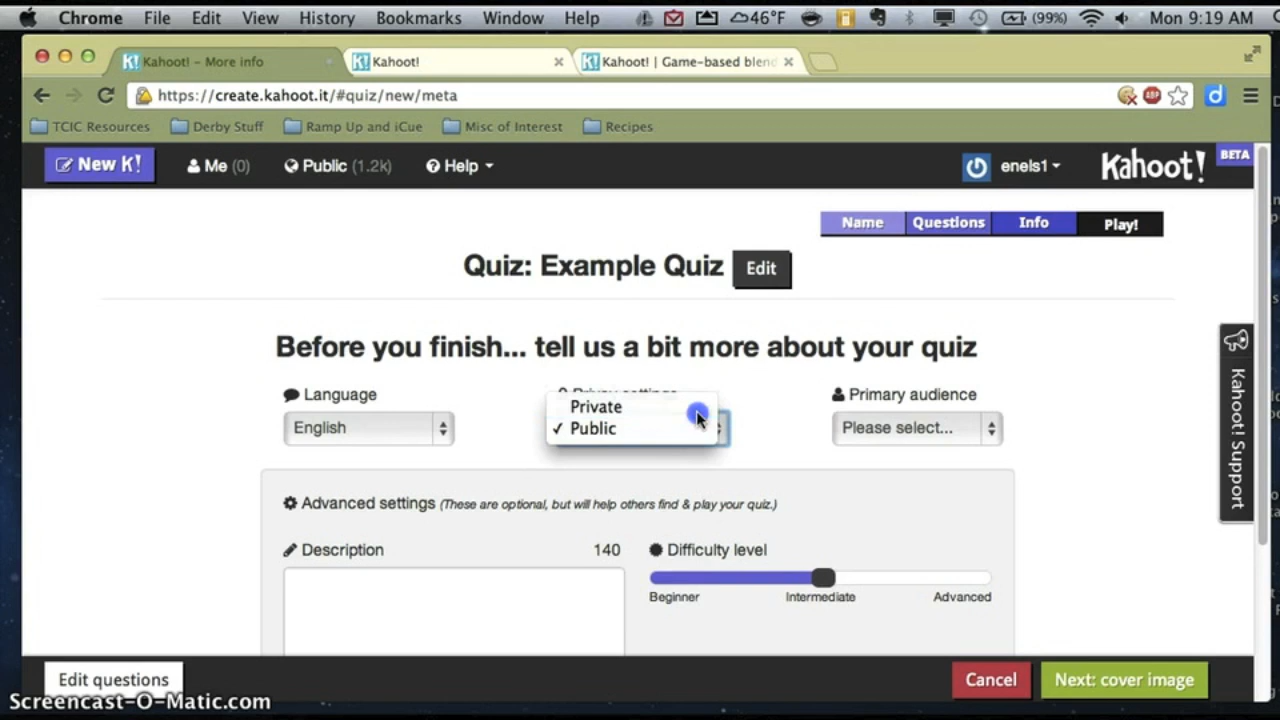 Chrome File Edit View History Bookmarks Window Help 46°F (99%) Mon 9:19 AM
K! Kahoot! – More info K! Kahoot! K! Kahoot! | Game-based blend
https://create.kahoot.it/#quiz/new/meta ABP d
TCIC Resources Derby Stuff Ramp Up and iCue Misc of Interest Recipes
New K! Me (0) Public (1.2k) Help enels1 Kahoot! BETA
Name Questions Info Play!
Quiz: Example Quiz Edit
Before you finish... tell us a bit more about your quiz
Language Privacy settings Primary audience
Private
English ✓ Public Please select...
Kahoot! Support
Advanced settings (These are optional, but will help others find & play your quiz.)
Description 140 Difficulty level
Beginner Intermediate Advanced
Edit questions Cancel Next: cover image
Screencast-O-Matic.com